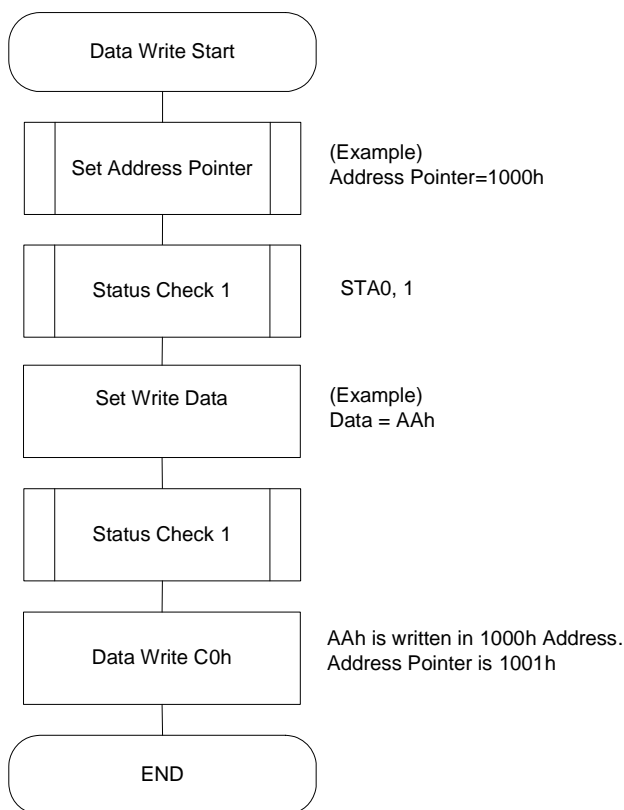 Data Write Start
Set Address Pointer
(Example)
Address Pointer=1000h
Status Check 1
STA0, 1
Set Write Data
(Example)
Data = AAh
Status Check 1
Data Write C0h
AAh is written in 1000h Address.
Address Pointer is 1001h
END